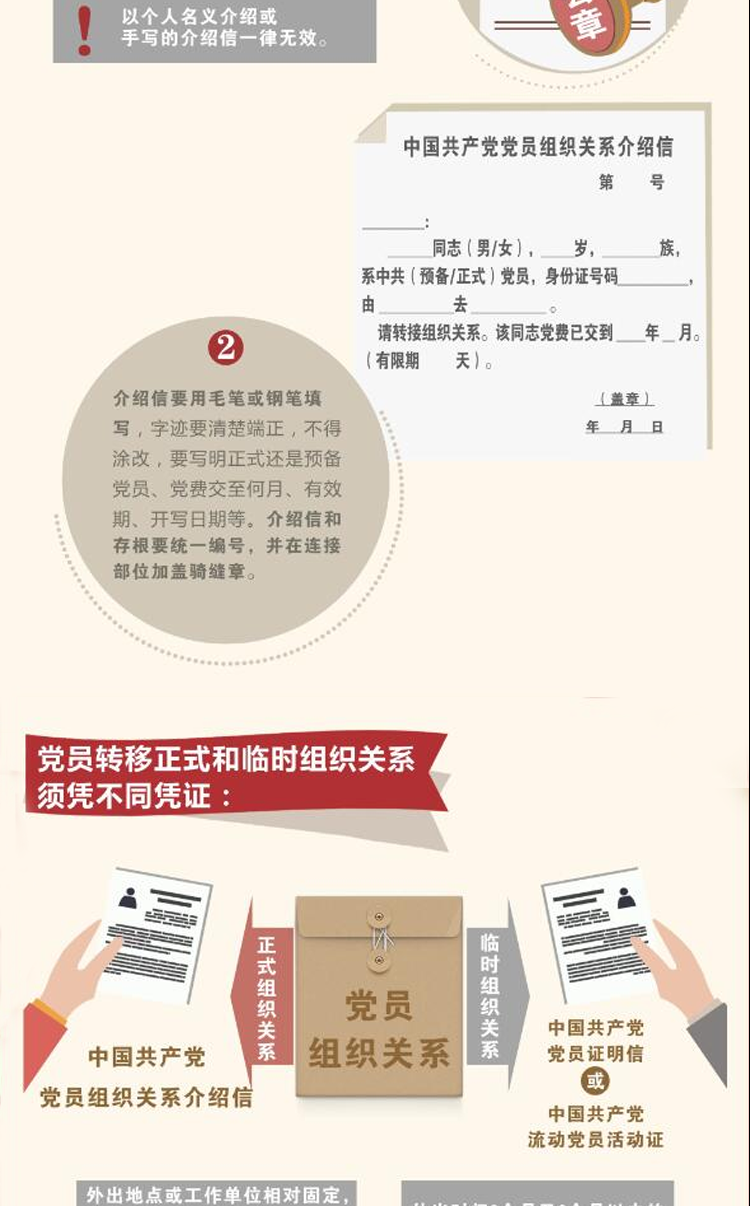 以个人名义介绍或
手写的介绍信一律无效。
章
中国共产党党员组织关系介绍信
第 号
________:
______同志（男/女），____岁，_______族，
系中共（预备/正式）党员，身份证号码_________，
由 _________去 _________ 。
请转接组织关系。该同志党费已交到 ____年 __ 月。
（有限期 天）。
（盖章）
年 月 日
2
介绍信要用毛笔或钢笔填
写，字迹要清楚端正，不得
涂改，要写明正式还是预备
党员、党费交至何月、有效
期、开写日期等。介绍信和
存根要统一编号，并在连接
部位加盖骑缝章。
党员转移正式和临时组织关系
须凭不同凭证：
正式组织关系
党员
组织关系
临时组织关系
中国共产党
党员组织关系介绍信
中国共产党
党员证明信
或
中国共产党
流动党员活动证
外出地点或工作单位相对固定，